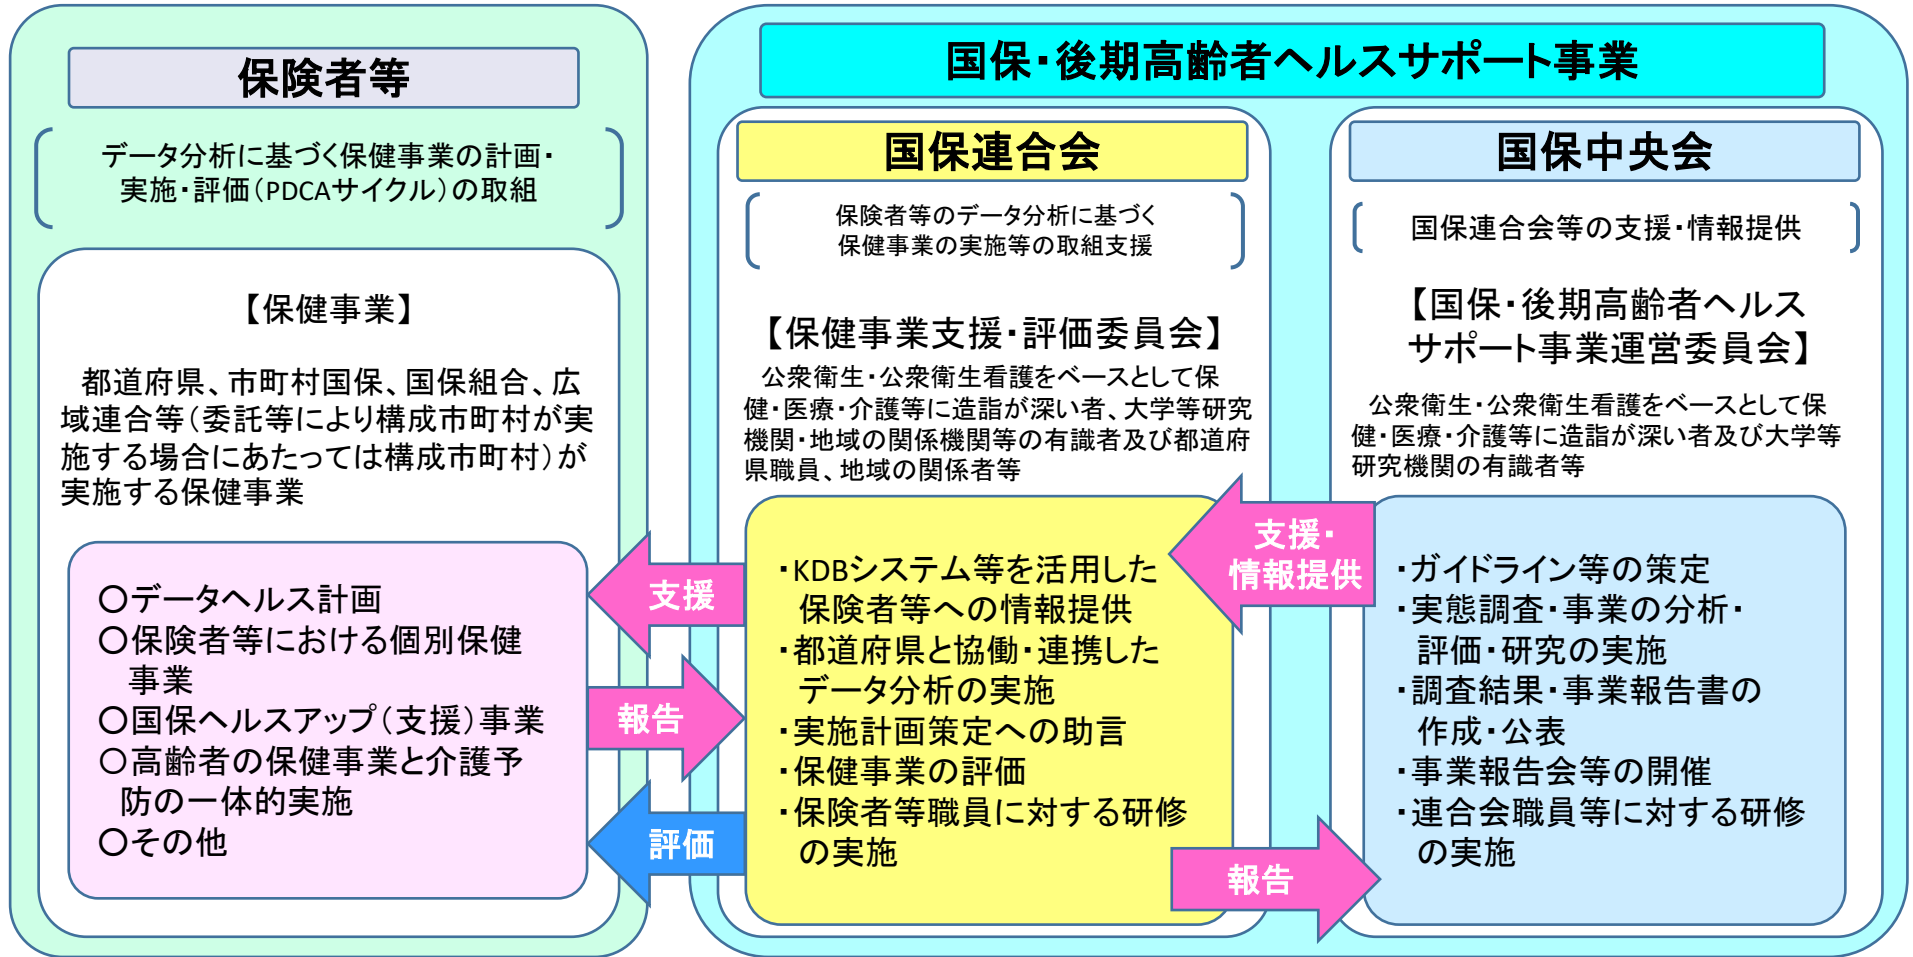 保険者等
データ分析に基づく保健事業の計画・
実施・評価(PDCAサイクル)の取組
【保健事業】
都道府県、市町村国保、国保組合、広
域連合等(委託等により構成市町村が実
施する場合にあたっては構成市町村)が
実施する保健事業
○データヘルス計画
○保険者等における個別保健
事業
○国保ヘルスアップ(支援)事業
○高齢者の保健事業と介護予
防の一体的実施
○その他
支援
報告
評価
国保・後期高齢者ヘルスサポート事業
国保連合会
保険者等のデータ分析に基づく
保健事業の実施等の取組支援
【保健事業支援・評価委員会】
公衆衛生・公衆衛生看護をベースとして保
健・医療・介護等に造詣が深い者、大学等研究
機関・地域の関係機関等の有識者及び都道府
県職員、地域の関係者等
・KDBシステム等を活用した
保険者等への情報提供
・都道府県と協働・連携した
データ分析の実施
・実施計画策定への助言
・保健事業の評価
・保険者等職員に対する研修
の実施
支援・
情報提供
報告
国保中央会
国保連合会等の支援・情報提供
【国保・後期高齢者ヘルス
サポート事業運営委員会】
公衆衛生・公衆衛生看護をベースとして保
健・医療・介護等に造詣が深い者及び大学等
研究機関の有識者等
・ガイドライン等の策定
・実態調査・事業の分析・
評価・研究の実施
・調査結果・事業報告書の
作成・公表
・事業報告会等の開催
・連合会職員等に対する研修
の実施